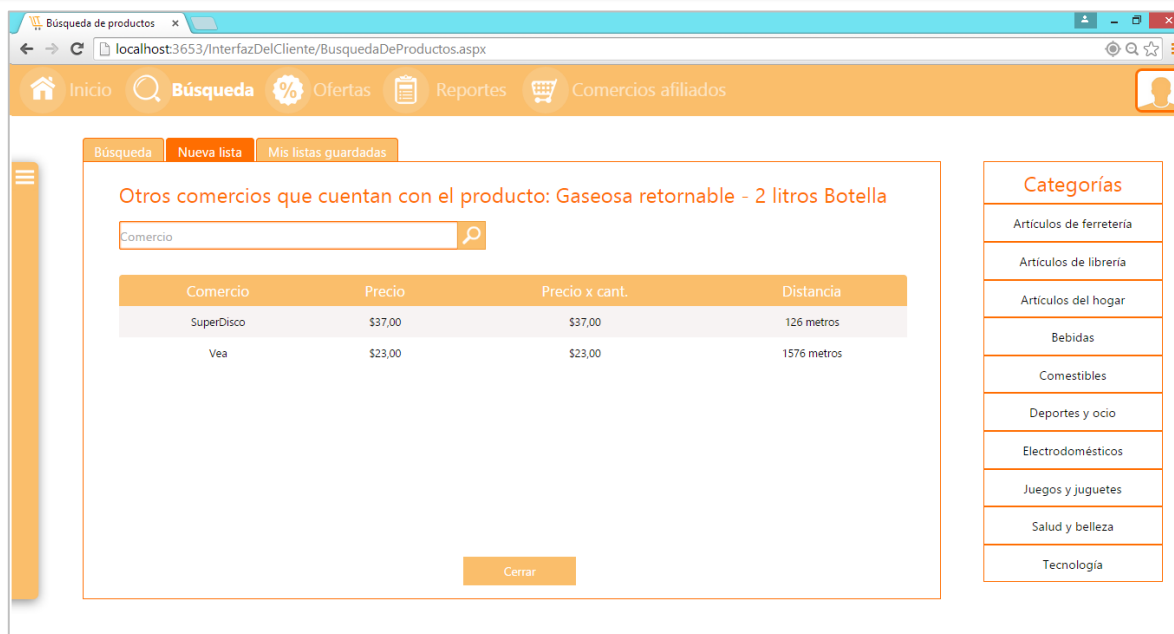 Búsqueda de productos
localhost:3653/InterfazDelCliente/BusquedaDeProductos.aspx
Inicio Búsqueda % Ofertas Reportes Comercios afiliados
Búsqueda Nueva lista Mis listas guardadas
Otros comercios que cuentan con el producto: Gaseosa retornable - 2 litros Botella
Comercio
Comercio Precio Precio x cant. Distancia
SuperDisco $37,00 $37,00 126 metros
Vea $23,00 $23,00 1576 metros
Cerrar
Categorías
Artículos de ferretería
Artículos de librería
Artículos del hogar
Bebidas
Comestibles
Deportes y ocio
Electrodomésticos
Juegos y juguetes
Salud y belleza
Tecnología